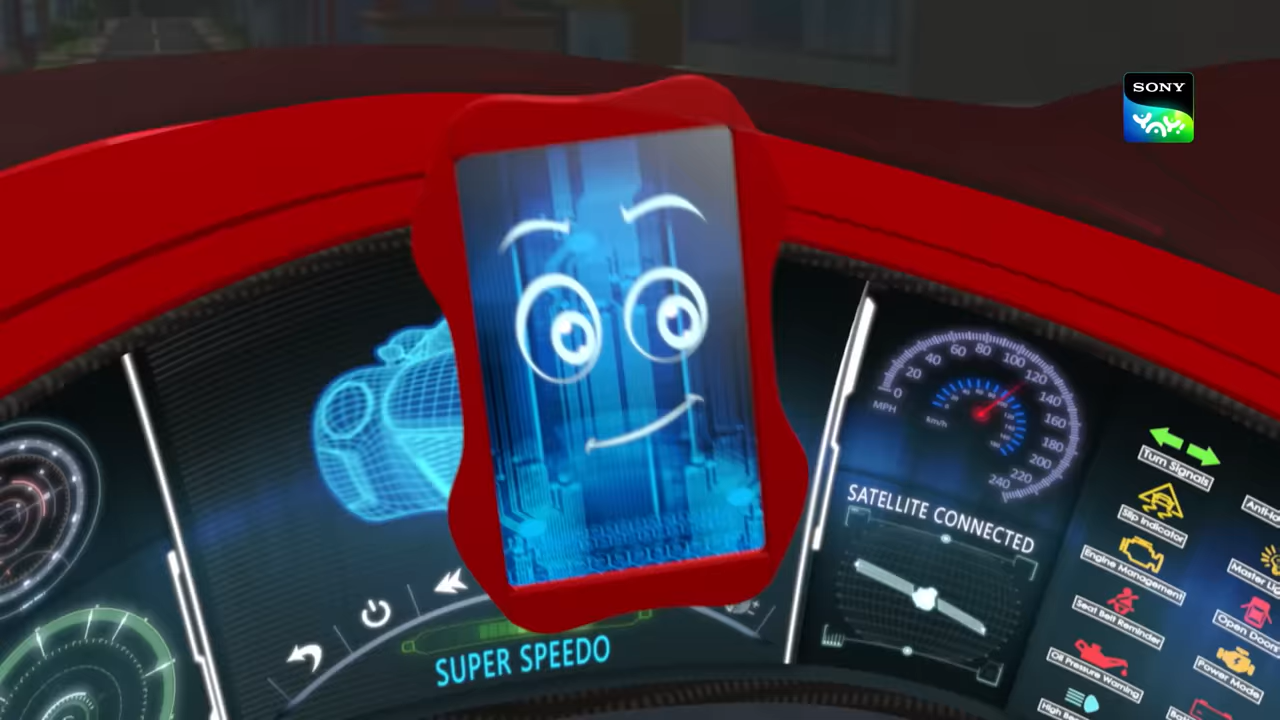 SONY
YAY!
0
20
40
60
80
100
120
140
160
180
200
220
240
MPH
km/h
SATELLITE CONNECTED
SUPER SPEEDO
Turn Signals
Slip Indicator
Engine Management
Seat Belt Reminder
Oil Pressure Warning
Open Doors
Power Mode